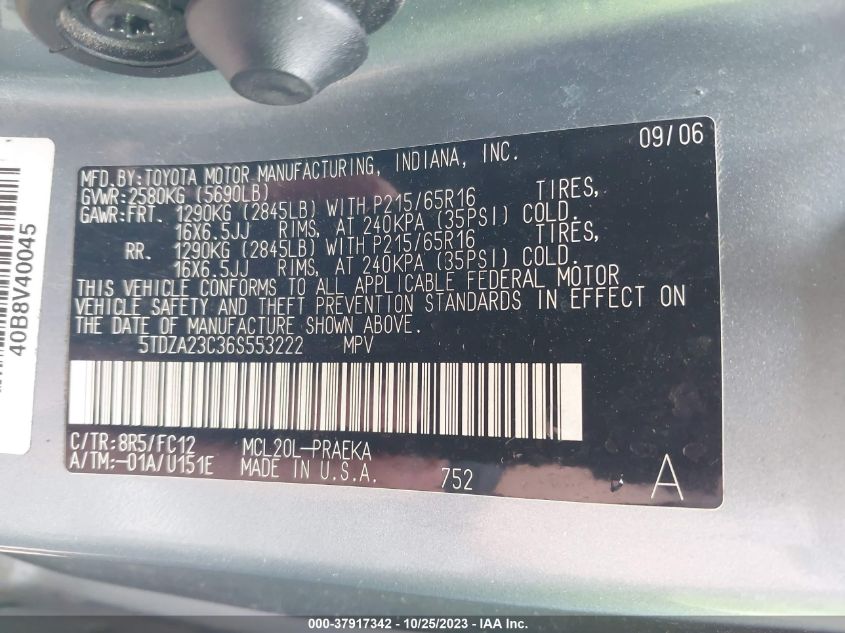 09/06
MFD.BY:TOYOTA MOTOR MANUFACTURING, INDIANA, INC.
GVWR:2580KG (5690LB)
GAWR:FRT. 1290KG (2845LB) WITH P215/65R16 TIRES,
16X6.5JJ RIMS, AT 240KPA (35PSI) COLD.
RR. 1290KG (2845LB) WITH P215/65R16 TIRES,
16X6.5JJ RIMS, AT 240KPA (35PSI) COLD.
THIS VEHICLE CONFORMS TO ALL APPLICABLE FEDERAL MOTOR
VEHICLE SAFETY AND THEFT PREVENTION STANDARDS IN EFFECT ON
THE DATE OF MANUFACTURE SHOWN ABOVE.
5TDZA23C36S553222 MPV
C/TR:8R5/FC12 MCL20L-PRAEKA
A/TM:-01A/U151E MADE IN U.S.A. 752 A
40B8V40045
000-37917342 - 10/25/2023 - IAA Inc.